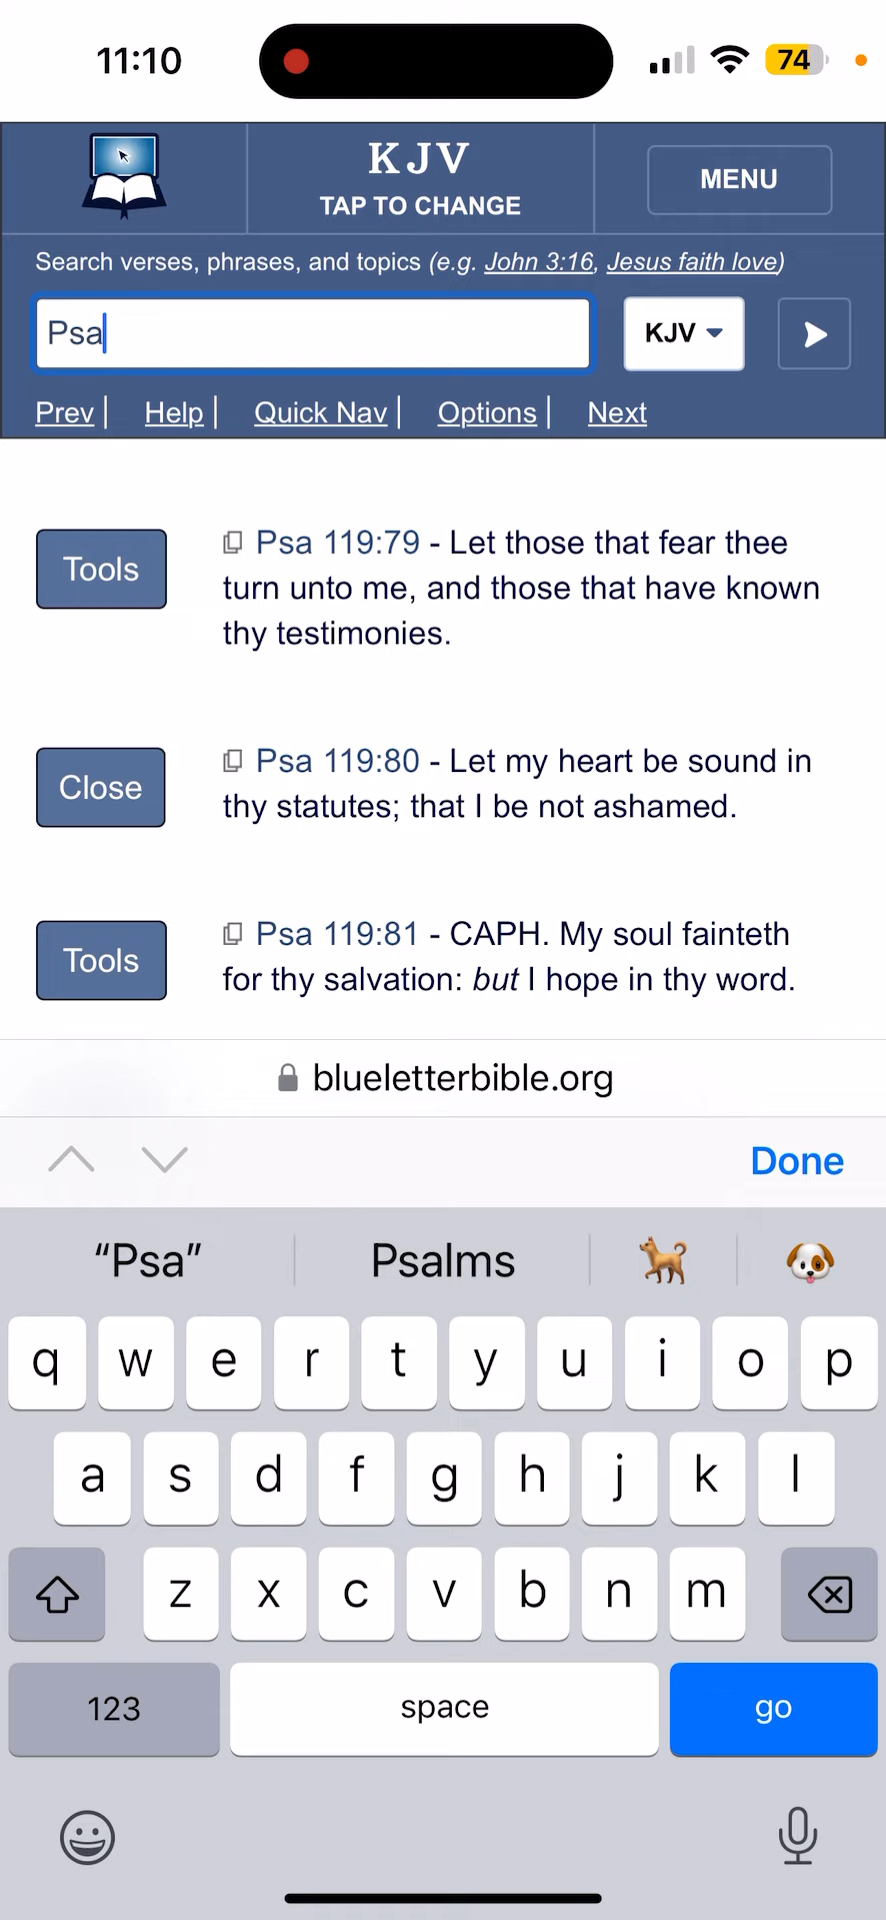 11:10
74
KJV
TAP TO CHANGE
MENU
Search verses, phrases, and topics (e.g. John 3:16, Jesus faith love)
Psa
KJV
Prev | Help | Quick Nav | Options | Next
Tools
Psa 119:79 - Let those that fear thee
turn unto me, and those that have known
thy testimonies.
Close
Psa 119:80 - Let my heart be sound in
thy statutes; that I be not ashamed.
Tools
Psa 119:81 - CAPH. My soul fainteth
for thy salvation: but I hope in thy word.
blueletterbible.org
Done
“Psa” Psalms
q w e r t y u i o p
a s d f g h j k l
z x c v b n m
123 space go